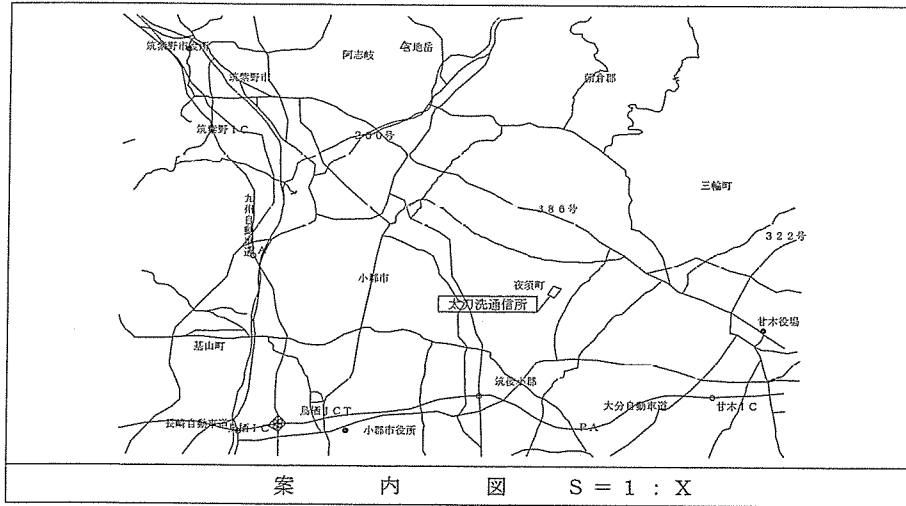 筑紫野市役所
阿志岐
宮地岳
筑紫野市
朝倉郡
筑紫野IC
200号
三輪町
386号
九州自動車道
322号
PA
小郡市
夜須町
太刀洗通信所
甘木役場
基山町
筑後小郡
鳥栖JCT
大分自動車道
甘木IC
長崎自動車道
鳥栖IC
小郡市役所
PA
案内図 S=1:X